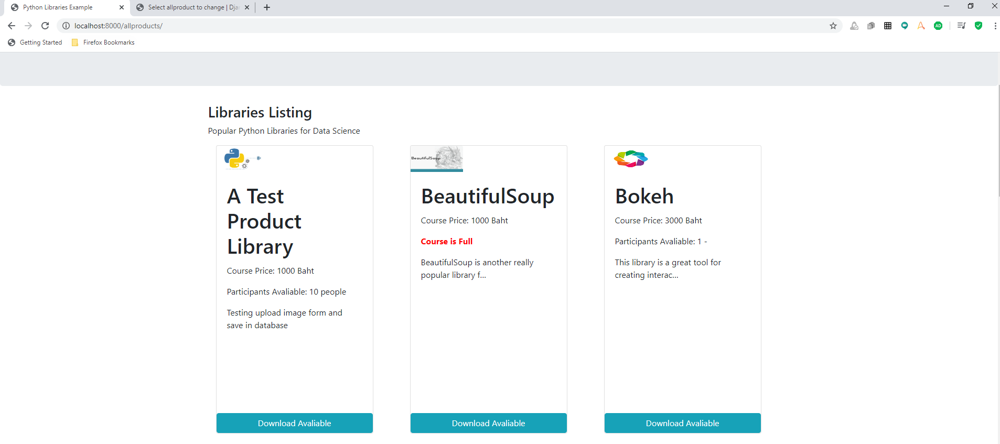 Python Libraries Example
Select allproduct to change | Dja
localhost:8000/allproducts/
AD
Getting Started
Firefox Bookmarks
Libraries Listing
Popular Python Libraries for Data Science
A Test
Product
Library
Course Price: 1000 Baht
Participants Avaliable: 10 people
Testing upload image form and
save in database
Download Avaliable
BeautifulSoup
BeautifulSoup
Course Price: 1000 Baht
Course is Full
BeautifulSoup is another really
popular library f...
Download Avaliable
Bokeh
Course Price: 3000 Baht
Participants Avaliable: 1 -
This library is a great tool for
creating interac...
Download Avaliable